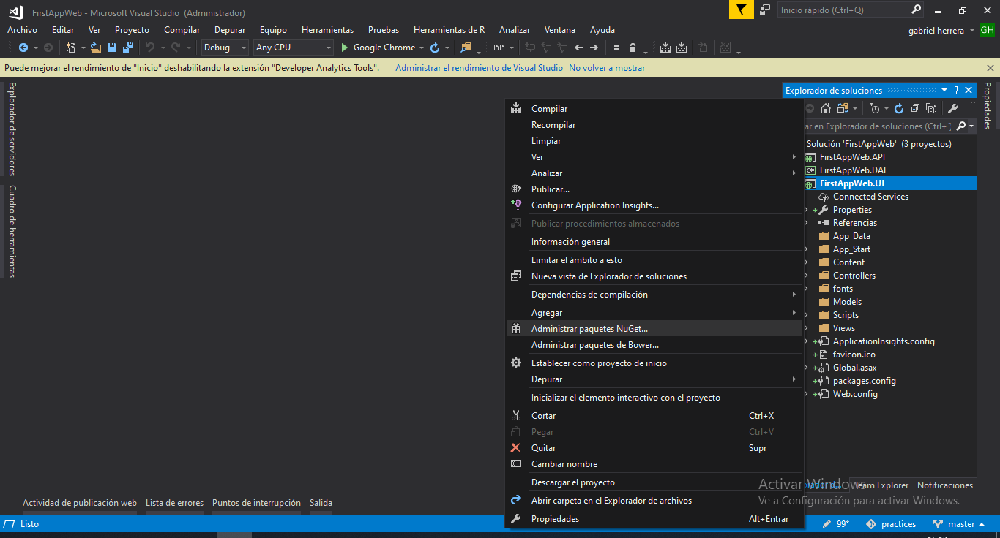 FirstAppWeb - Microsoft Visual Studio (Administrador)
Inicio rápido (Ctrl+Q)
Archivo Editar Ver Proyecto Compilar Depurar Equipo Herramientas Pruebas Herramientas de R Analizar Ventana Ayuda
gabriel herrera GH
Debug Any CPU Google Chrome
Puede mejorar el rendimiento de "Inicio" deshabilitando la extensión "Developer Analytics Tools". Administrar el rendimiento de Visual Studio No volver a mostrar
Explorador de servidores
Cuadro de herramientas
Compilar
Recompilar
Limpiar
Ver
Analizar
Publicar...
Configurar Application Insights...
Publicar procedimientos almacenados
Información general
Limitar el ámbito a esto
Nueva vista de Explorador de soluciones
Dependencias de compilación
Agregar
Administrar paquetes NuGet...
Administrar paquetes de Bower...
Establecer como proyecto de inicio
Depurar
Inicializar el elemento interactivo con el proyecto
Cortar Ctrl+X
Pegar Ctrl+V
Quitar Supr
Cambiar nombre
Descargar el proyecto
Abrir carpeta en el Explorador de archivos
Propiedades Alt+Entrar
Explorador de soluciones
ar en Explorador de soluciones (Ctrl+
Solución 'FirstAppWeb' (3 proyectos)
FirstAppWeb.API
C# FirstAppWeb.DAL
FirstAppWeb.UI
Connected Services
Properties
Referencias
App_Data
App_Start
Content
Controllers
fonts
Models
Scripts
Views
ApplicationInsights.config
favicon.ico
Global.asax
packages.config
Web.config
Propiedades
Team Explorer Notificaciones
Activar Windows
Ve a Configuración para activar Windows.
Actividad de publicación web Lista de errores Puntos de interrupción Salida
Listo
99* practices master